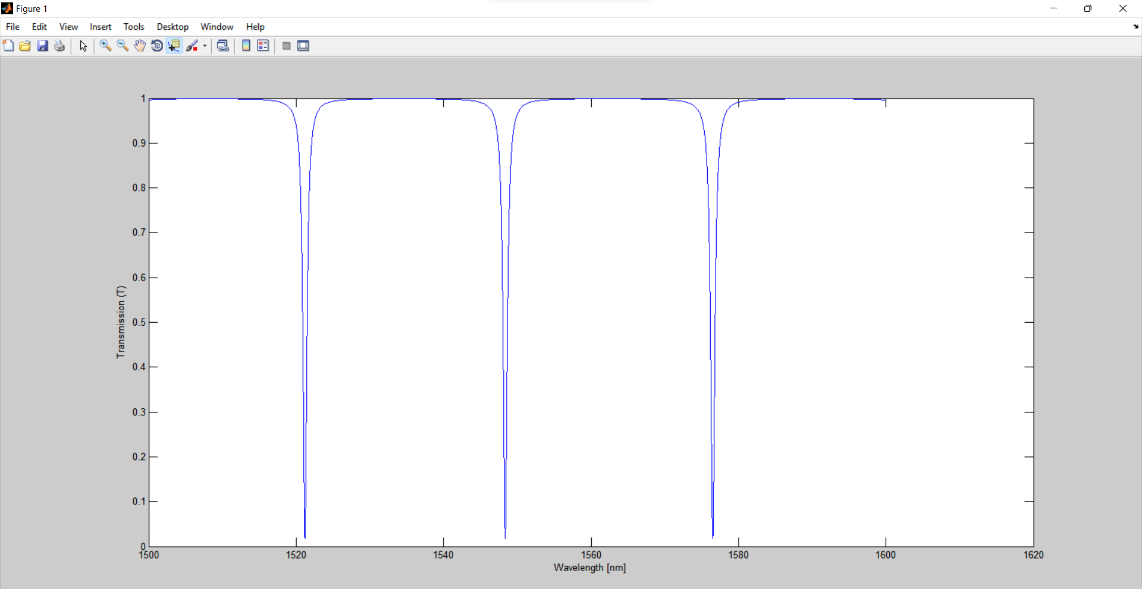 Figure 1
File Edit View Insert Tools Desktop Window Help
1
0.9
0.8
0.7
0.6
0.5
0.4
0.3
0.2
0.1
0
Transmission (T)
1500 1520 1540 1560 1580 1600 1620
Wavelength [nm]